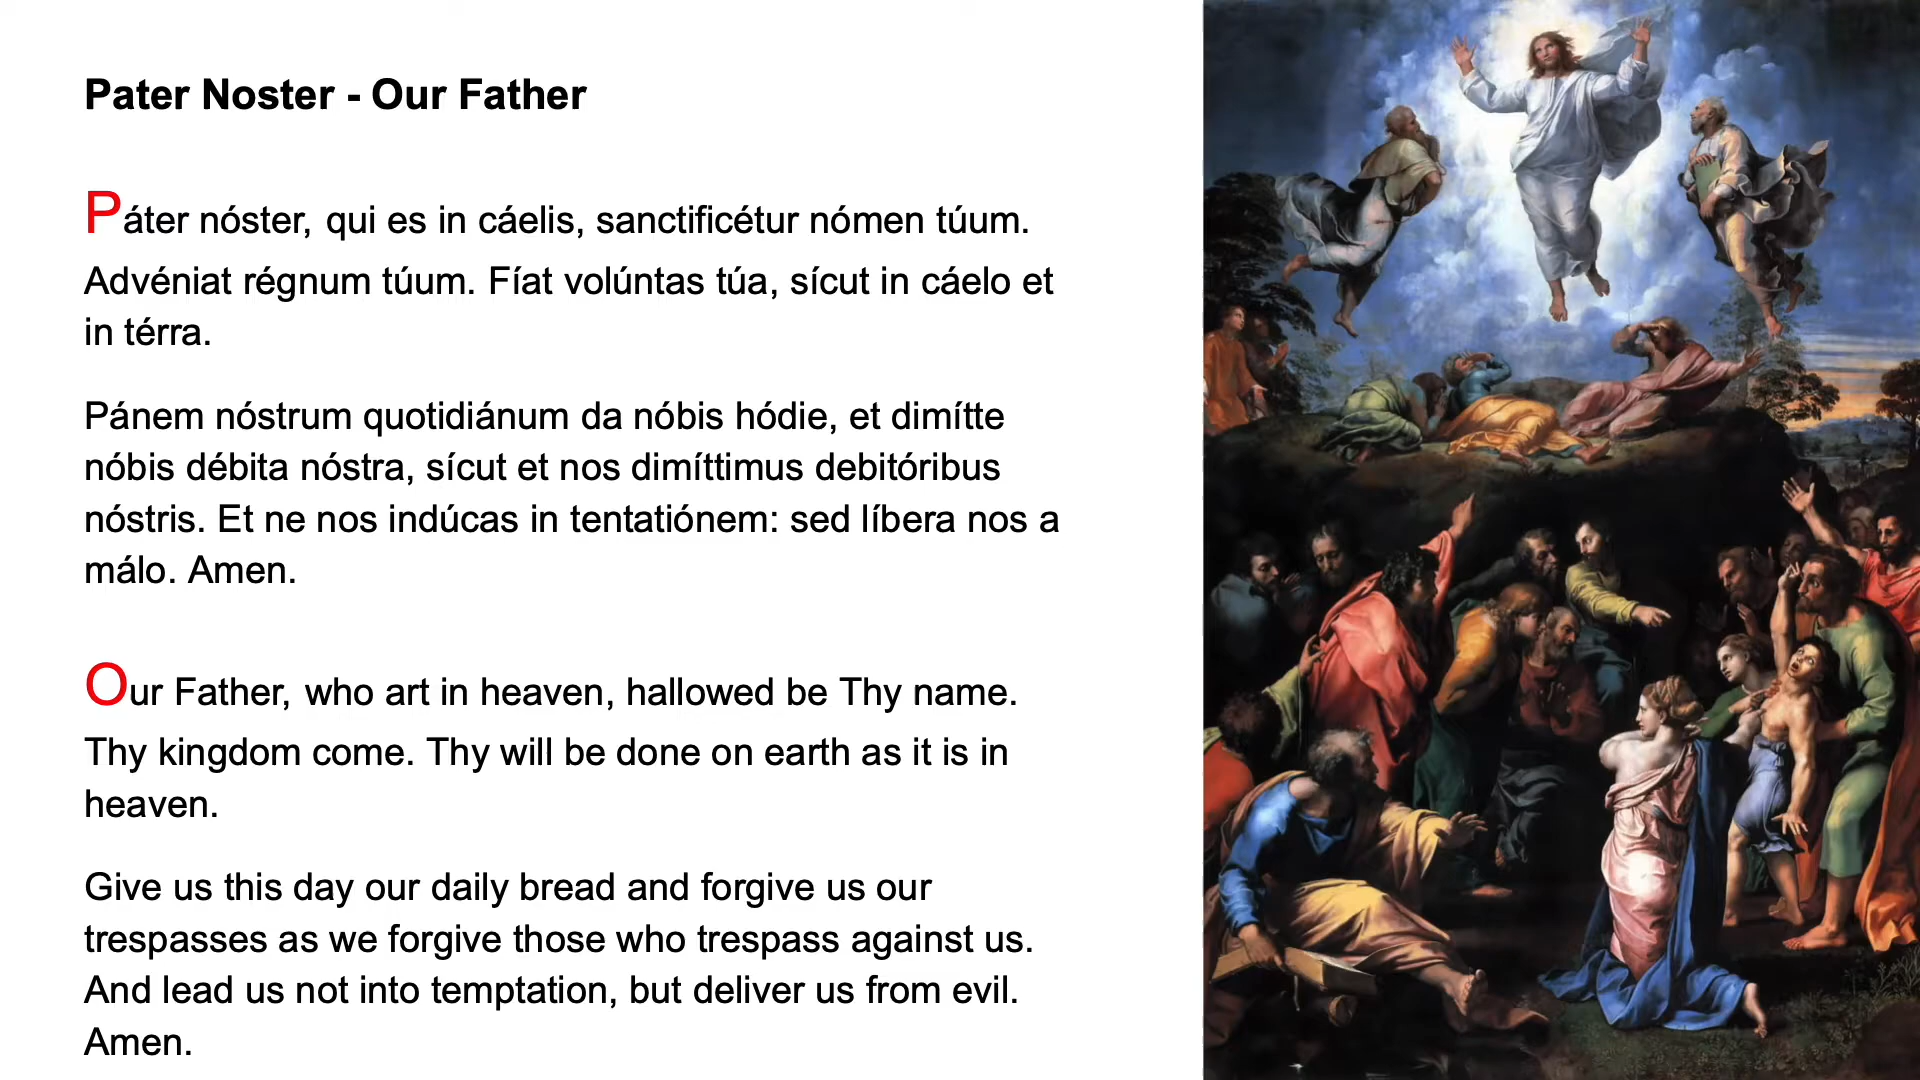 Pater Noster - Our Father
Páter nóster, qui es in cáelis, sanctificétur nómen túum.
Advéniat régnum túum. Fíat volúntas túa, sícut in cáelo et
in térra.
Pánem nóstrum quotidiánum da nóbis hódie, et dimítte
nóbis débita nóstra, sícut et nos dimíttimus debitóribus
nóstris. Et ne nos indúcas in tentatiónem: sed líbera nos a
málo. Amen.
Our Father, who art in heaven, hallowed be Thy name.
Thy kingdom come. Thy will be done on earth as it is in
heaven.
Give us this day our daily bread and forgive us our
trespasses as we forgive those who trespass against us.
And lead us not into temptation, but deliver us from evil.
Amen.